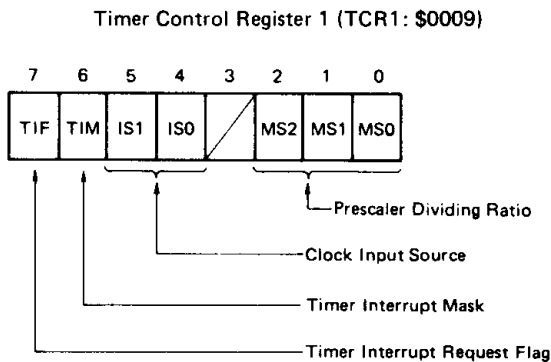 Timer Control Register 1 (TCR1: $0009)
7 6 5 4 3 2 1 0
TIF TIM IS1 IS0 MS2 MS1 MS0
Prescaler Dividing Ratio
Clock Input Source
Timer Interrupt Mask
Timer Interrupt Request Flag